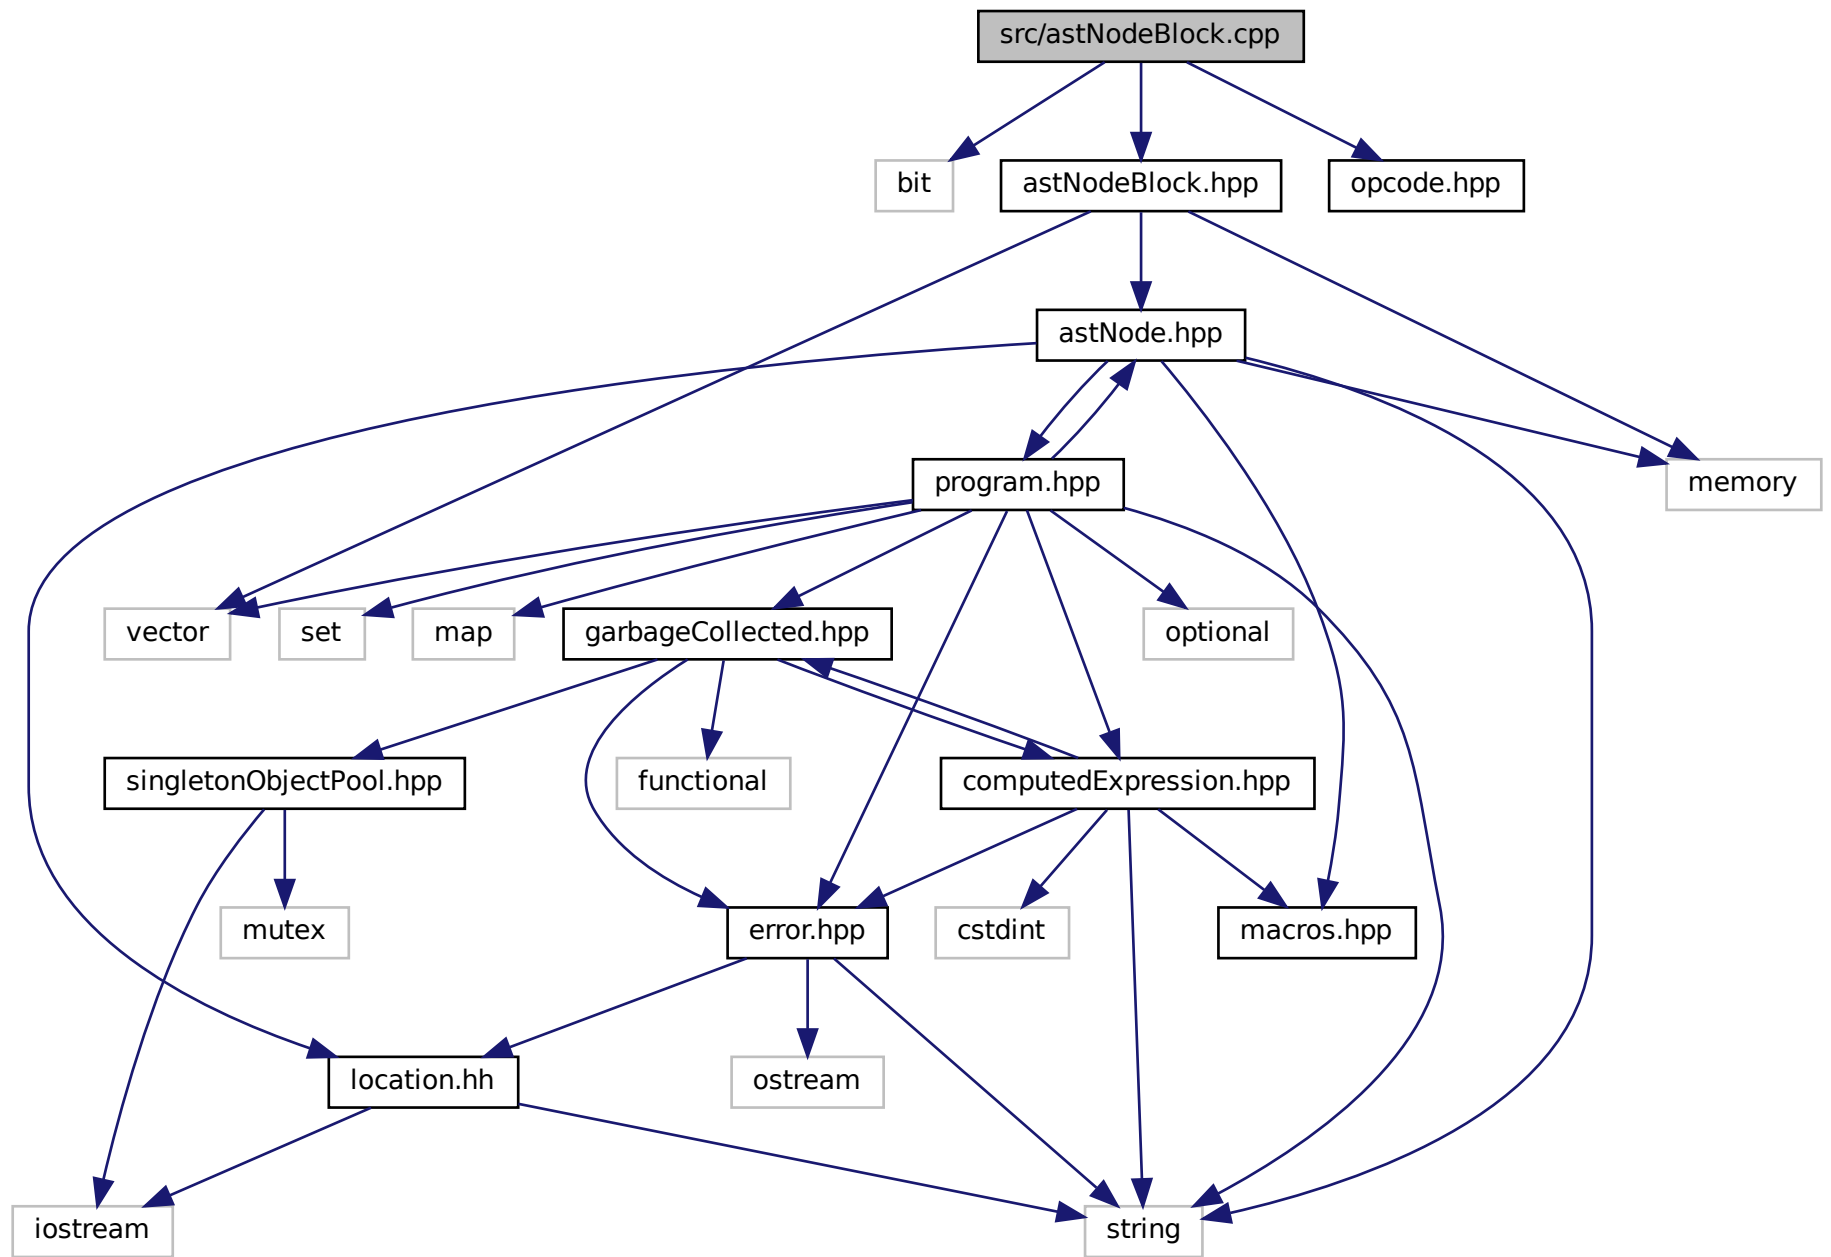 src/astNodeBlock.cpp
bit
astNodeBlock.hpp
opcode.hpp
astNode.hpp
program.hpp
memory
vector
set
map
garbageCollected.hpp
optional
singletonObjectPool.hpp
functional
computedExpression.hpp
mutex
error.hpp
cstdint
macros.hpp
location.hh
ostream
iostream
string